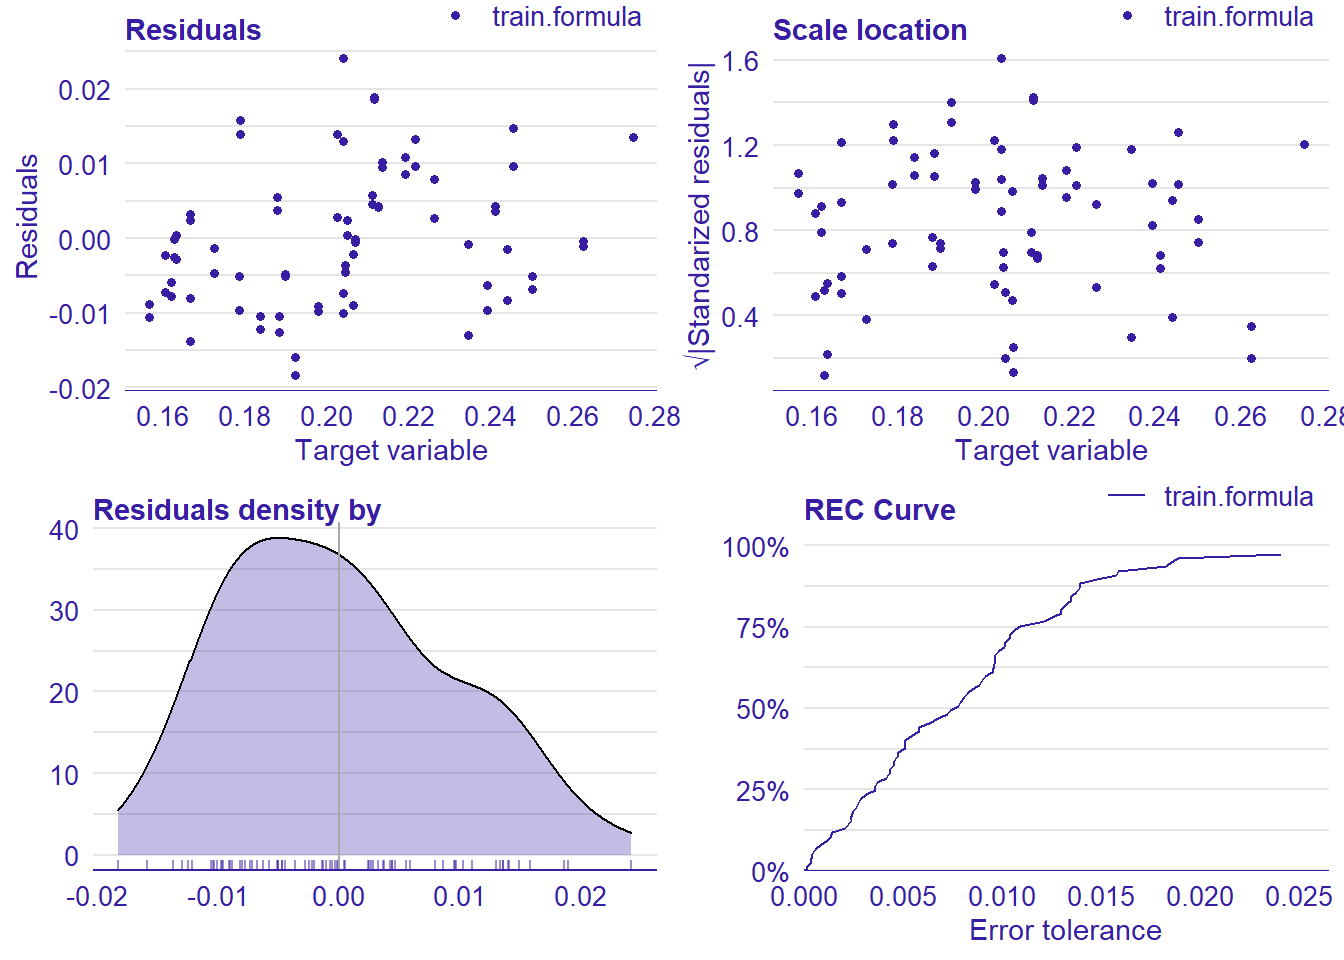 Residuals
train.formula
0.02
0.01
0.00
-0.01
-0.02
Residuals
0.16 0.18 0.20 0.22 0.24 0.26 0.28
Target variable
Scale location
train.formula
1.6
1.2
0.8
0.4
√|Standarized residuals|
0.16 0.18 0.20 0.22 0.24 0.26 0.28
Target variable
Residuals density by
40
30
20
10
0
-0.02 -0.01 0.00 0.01 0.02
REC Curve
train.formula
100%
75%
50%
25%
0%
0.000 0.005 0.010 0.015 0.020 0.025
Error tolerance